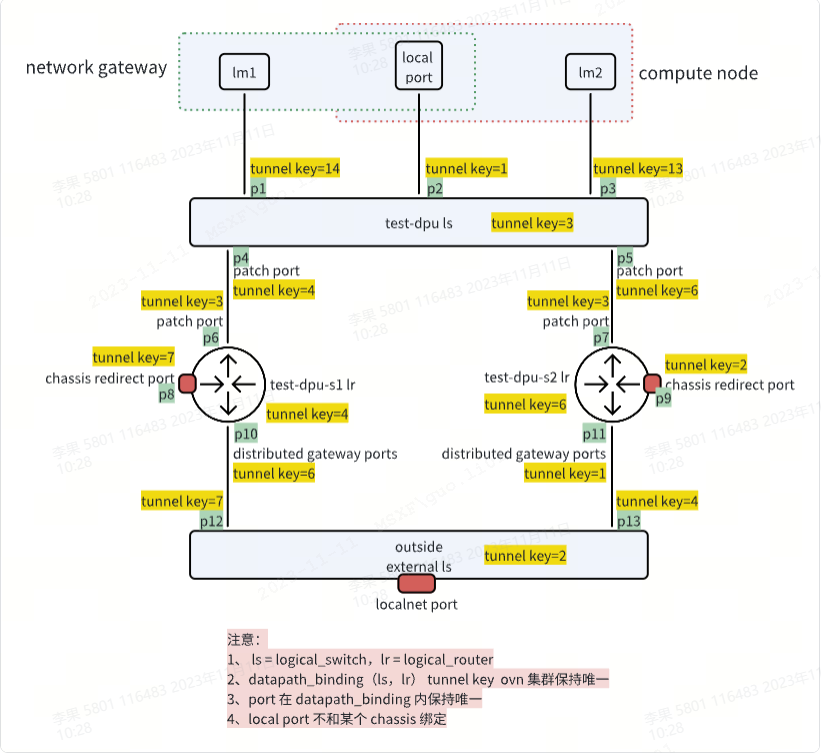 network gateway
lm1
local
port
lm2
compute node
tunnel key=14
p1
tunnel key=1
p2
tunnel key=13
p3
test-dpu ls
tunnel key=3
p4
patch port
tunnel key=4
p5
patch port
tunnel key=6
tunnel key=3
patch port
p6
tunnel key=3
patch port
p7
tunnel key=7
chassis redirect port
p8
test-dpu-s1 lr
tunnel key=4
test-dpu-s2 lr
tunnel key=6
tunnel key=2
chassis redirect port
p9
p10
distributed gateway ports
tunnel key=6
p11
distributed gateway ports
tunnel key=1
tunnel key=7
p12
tunnel key=4
p13
outside
external ls
tunnel key=2
localnet port
注意：
1、 ls = logical_switch，lr = logical_router
2、datapath_binding（ls，lr） tunnel key ovn 集群保持唯一
3、port 在 datapath_binding 内保持唯一
4、local port 不和某个 chassis 绑定
李果 5801 116483 2023年11月11日
10:28